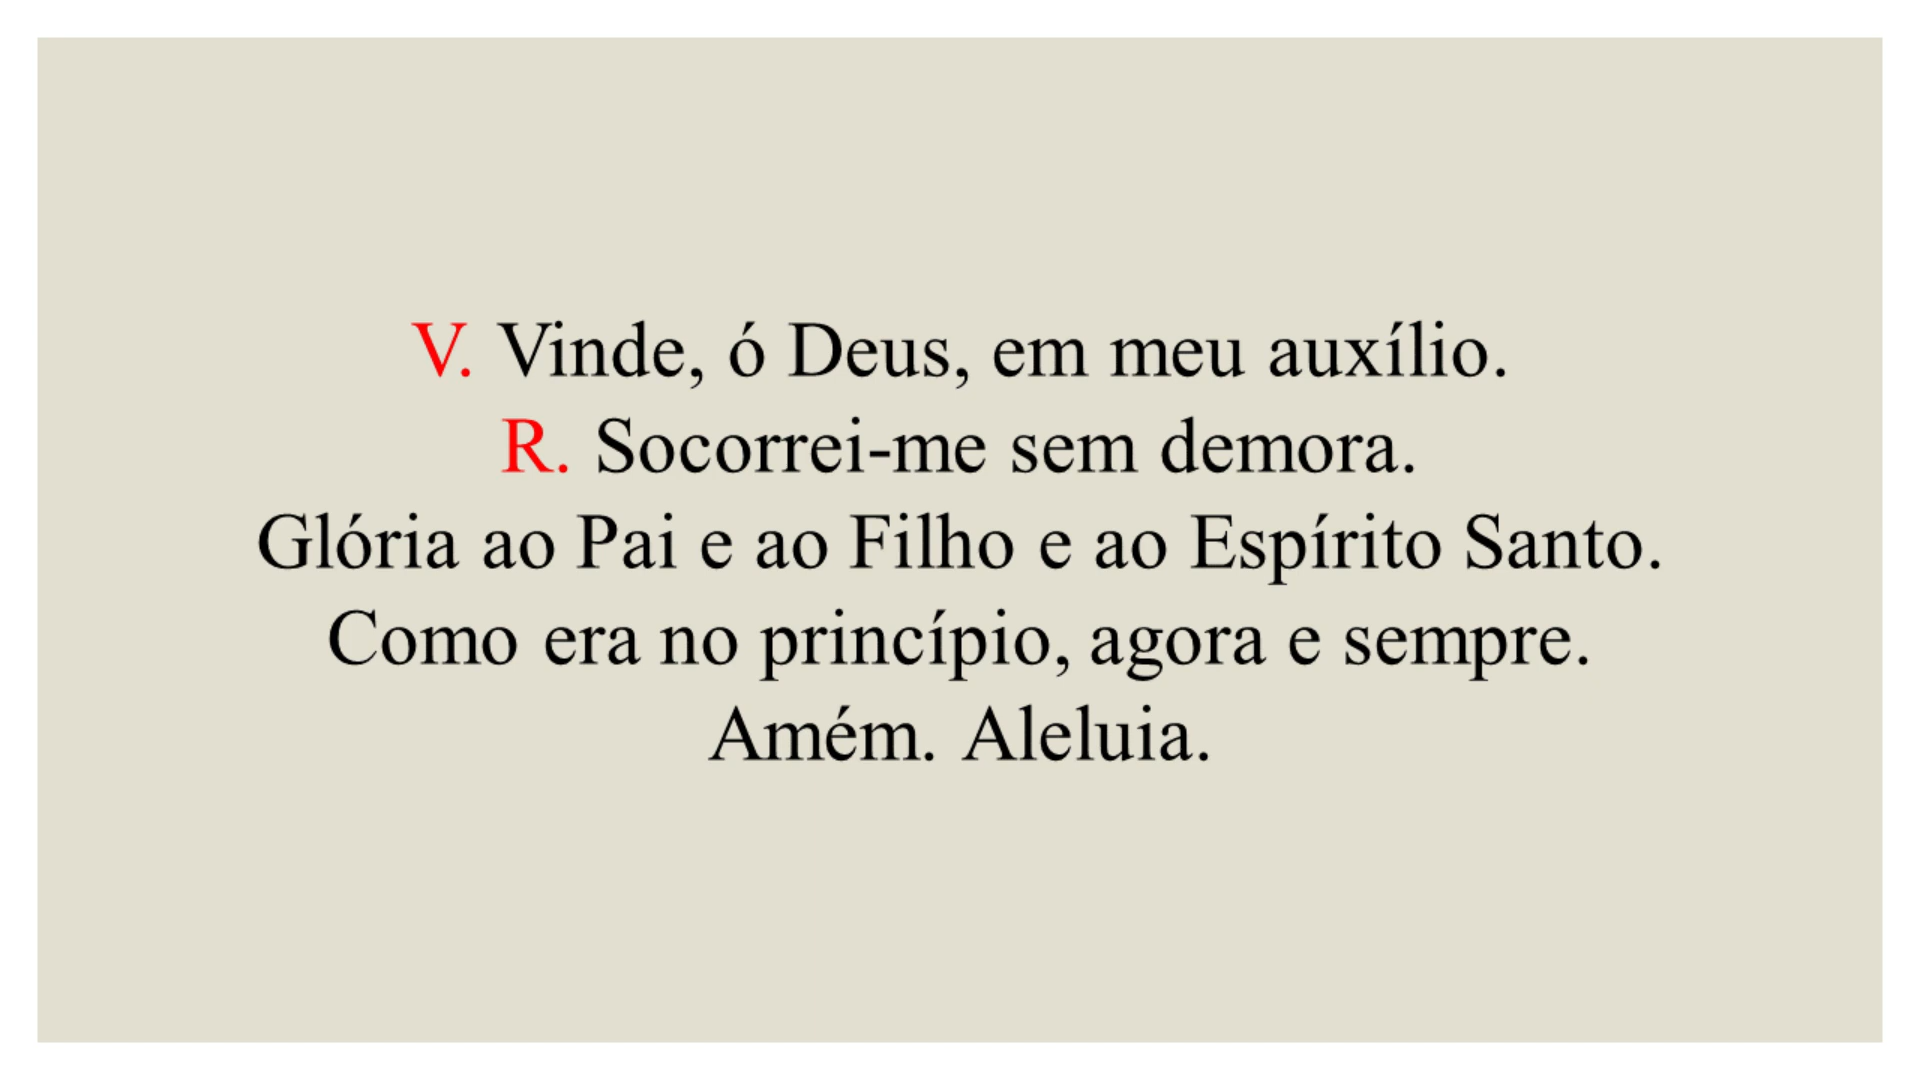 V. Vinde, ó Deus, em meu auxílio.
R. Socorrei-me sem demora.
Glória ao Pai e ao Filho e ao Espírito Santo.
Como era no princípio, agora e sempre.
Amém. Aleluia.